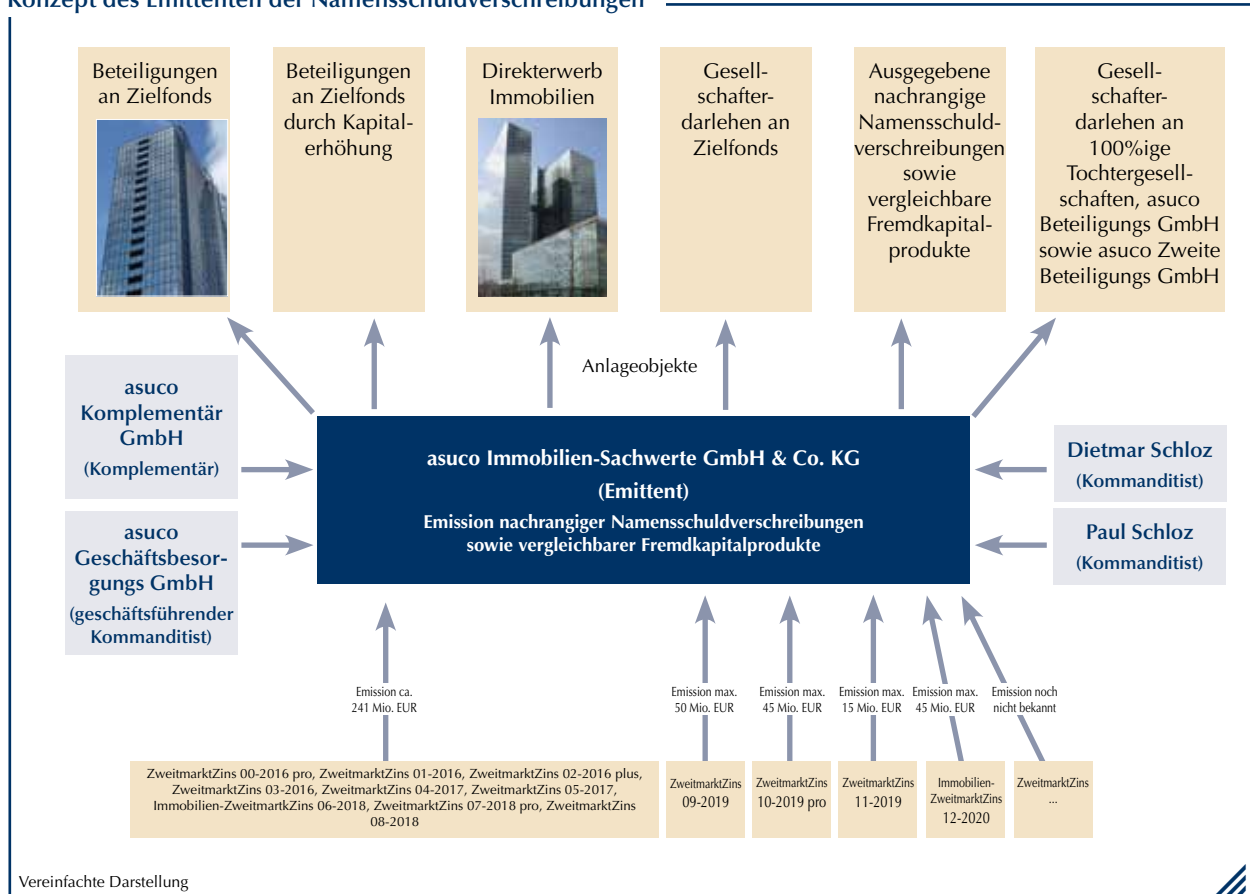 Konzept des Emittenten der Namensschuldverschreibungen
Beteiligungen
an Zielfonds
Beteiligungen
an Zielfonds
durch Kapital-
erhöhung
Direkterwerb
Immobilien
Gesell-
schafter-
darlehen an
Zielfonds
Ausgegebene
nachrangige
Namensschuld-
verschreibungen
sowie
vergleichbare
Fremdkapital-
produkte
Gesell-
schafter-
darlehen an
100%ige
Tochtergesell-
schaften, asuco
Beteiligungs GmbH
sowie asuco Zweite
Beteiligungs GmbH
Anlageobjekte
asuco
Komplementär
GmbH
(Komplementär)
asuco
Geschäftsbesor-
gungs GmbH
(geschäftsführender
Kommanditist)
asuco Immobilien-Sachwerte GmbH & Co. KG
(Emittent)
Emission nachrangiger Namensschuldverschreibungen
sowie vergleichbarer Fremdkapitalprodukte
Dietmar Schloz
(Kommanditist)
Paul Schloz
(Kommanditist)
Emission ca.
241 Mio. EUR
Emission max.
50 Mio. EUR
Emission max.
45 Mio. EUR
Emission max.
15 Mio. EUR
Emission max.
45 Mio. EUR
Emission noch
nicht bekannt
ZweitmarktZins 00-2016 pro, ZweitmarktZins 01-2016, ZweitmarktZins 02-2016 plus,
ZweitmarktZins 03-2016, ZweitmarktZins 04-2017, ZweitmarktZins 05-2017,
Immobilien-ZweitmartkZins 06-2018, ZweitmarktZins 07-2018 pro, ZweitmarktZins
08-2018
ZweitmarktZins
09-2019
ZweitmarktZins
10-2019 pro
ZweitmarktZins
11-2019
Immobilien-
ZweitmarktZins
12-2020
ZweitmarktZins
...
Vereinfachte Darstellung